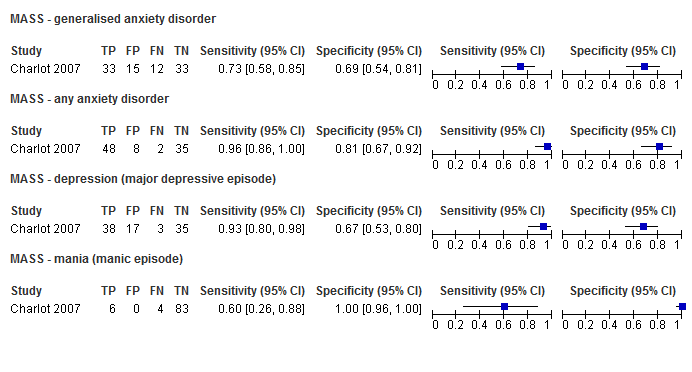 MASS - generalised anxiety disorder
Study TP FP FN TN Sensitivity (95% CI) Specificity (95% CI) Sensitivity (95% CI) Specificity (95% CI)
Charlot 2007 33 15 12 33 0.73 [0.58, 0.85] 0.69 [0.54, 0.81]
0 0.2 0.4 0.6 0.8 1 0 0.2 0.4 0.6 0.8 1
MASS - any anxiety disorder
Study TP FP FN TN Sensitivity (95% CI) Specificity (95% CI) Sensitivity (95% CI) Specificity (95% CI)
Charlot 2007 48 8 2 35 0.96 [0.86, 1.00] 0.81 [0.67, 0.92]
0 0.2 0.4 0.6 0.8 1 0 0.2 0.4 0.6 0.8 1
MASS - depression (major depressive episode)
Study TP FP FN TN Sensitivity (95% CI) Specificity (95% CI) Sensitivity (95% CI) Specificity (95% CI)
Charlot 2007 38 17 3 35 0.93 [0.80, 0.98] 0.67 [0.53, 0.80]
0 0.2 0.4 0.6 0.8 1 0 0.2 0.4 0.6 0.8 1
MASS - mania (manic episode)
Study TP FP FN TN Sensitivity (95% CI) Specificity (95% CI) Sensitivity (95% CI) Specificity (95% CI)
Charlot 2007 6 0 4 83 0.60 [0.26, 0.88] 1.00 [0.96, 1.00]
0 0.2 0.4 0.6 0.8 1 0 0.2 0.4 0.6 0.8 1